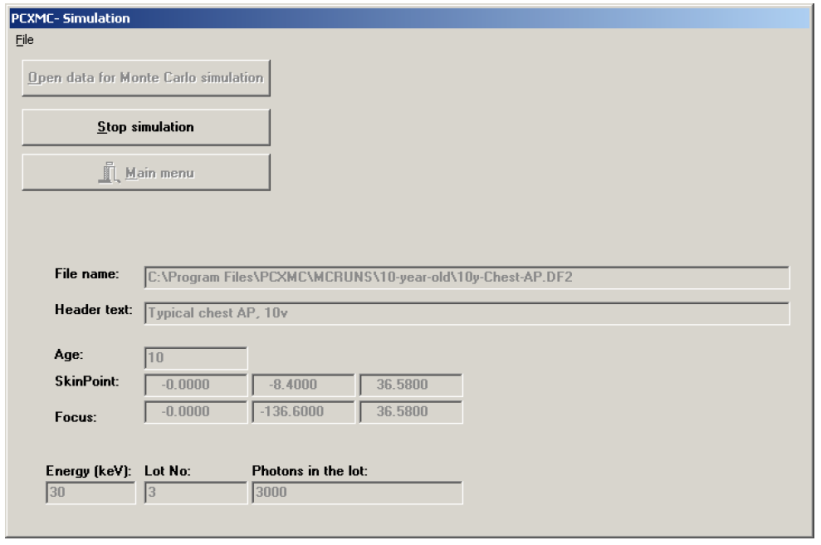 PCXMC- Simulation
File
Open data for Monte Carlo simulation
Stop simulation
Main menu
File name: C:\Program Files\PCXMC\MCRUNS\10-year-old\10y-Chest-AP.DF2
Header text: Typical chest AP, 10v
Age: 10
SkinPoint: -0.0000 -8.4000 36.5800
Focus: -0.0000 -136.6000 36.5800
Energy (keV): Lot No: Photons in the lot:
30 3 3000